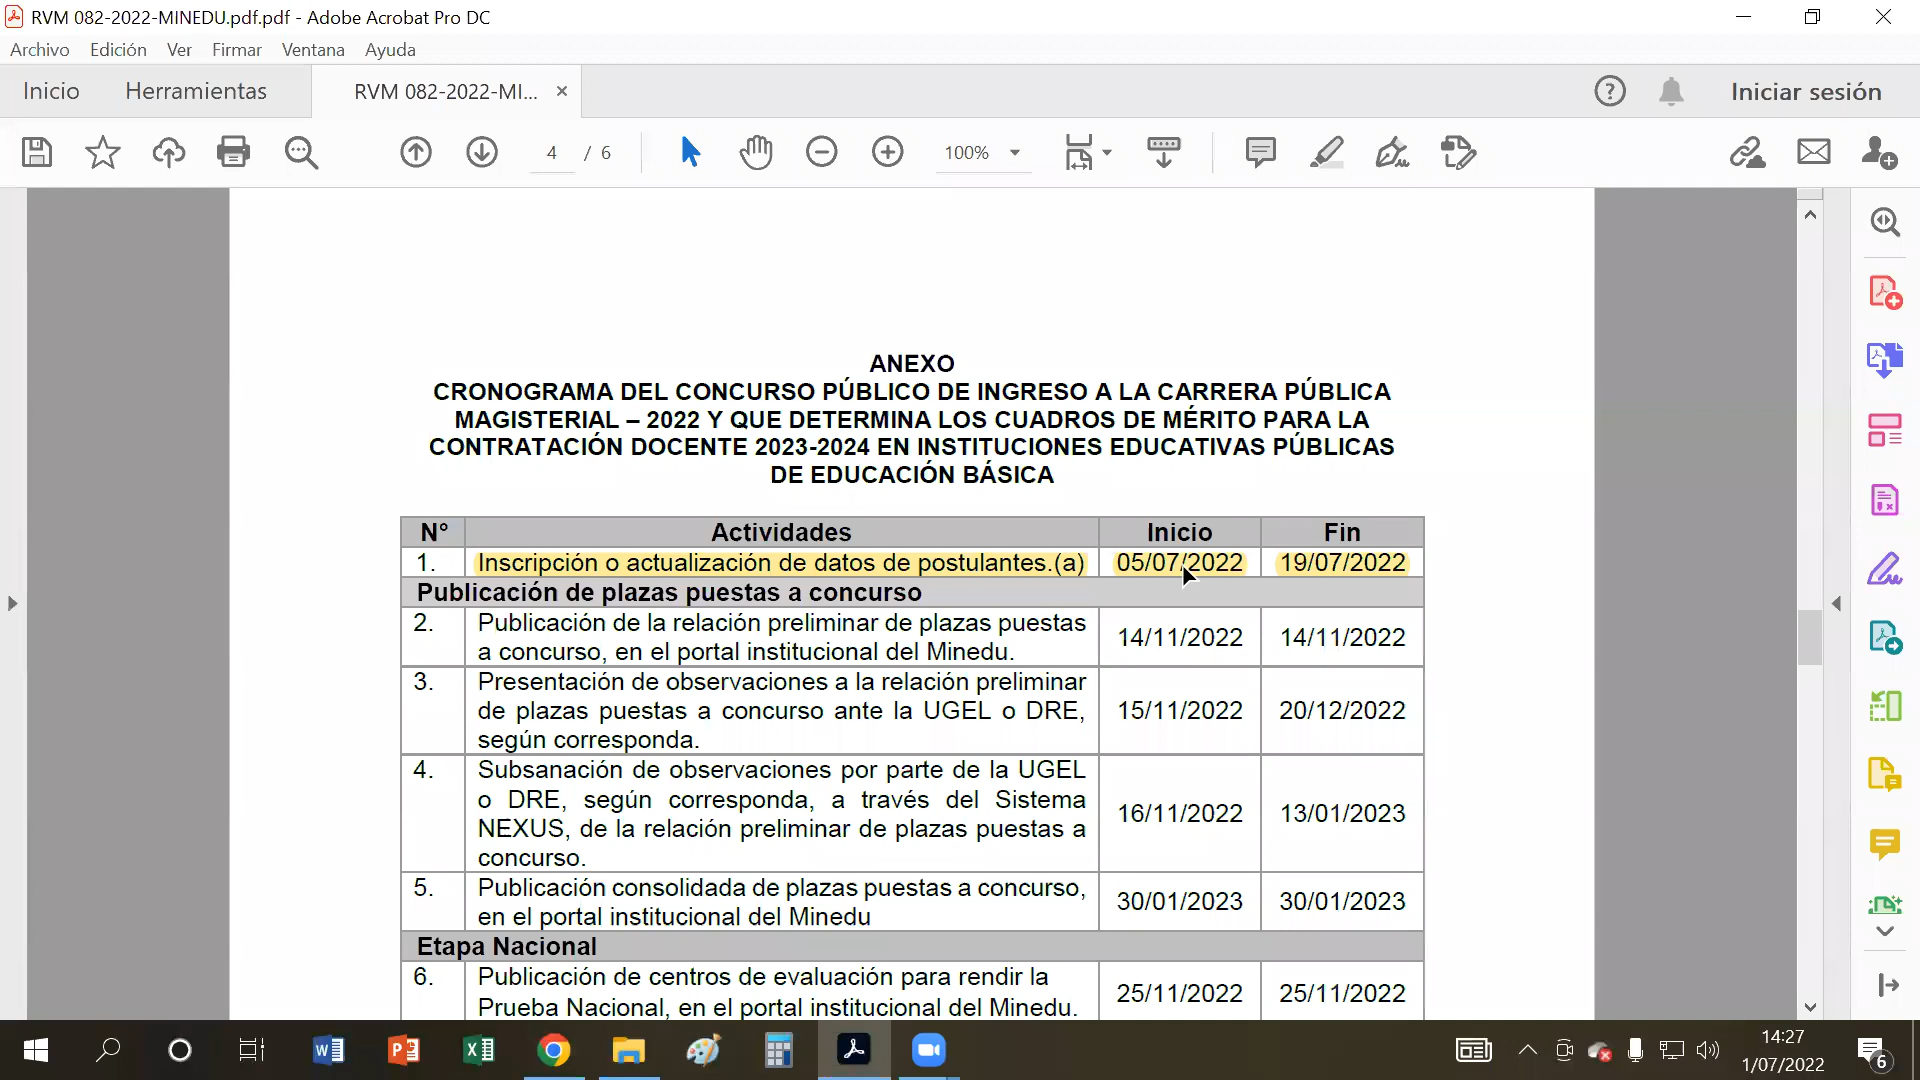 RVM 082-2022-MINEDU.pdf.pdf - Adobe Acrobat Pro DC
Archivo Edición Ver Firmar Ventana Ayuda
Inicio Herramientas RVM 082-2022-MI... × Iniciar sesión
4 / 6 100%
ANEXO
CRONOGRAMA DEL CONCURSO PÚBLICO DE INGRESO A LA CARRERA PÚBLICA
MAGISTERIAL – 2022 Y QUE DETERMINA LOS CUADROS DE MÉRITO PARA LA
CONTRATACIÓN DOCENTE 2023-2024 EN INSTITUCIONES EDUCATIVAS PÚBLICAS
DE EDUCACIÓN BÁSICA
N° Actividades Inicio Fin
1. Inscripción o actualización de datos de postulantes.(a) 05/07/2022 19/07/2022
Publicación de plazas puestas a concurso
2. Publicación de la relación preliminar de plazas puestas
a concurso, en el portal institucional del Minedu. 14/11/2022 14/11/2022
3. Presentación de observaciones a la relación preliminar
de plazas puestas a concurso ante la UGEL o DRE, 15/11/2022 20/12/2022
según corresponda.
4. Subsanación de observaciones por parte de la UGEL
o DRE, según corresponda, a través del Sistema
NEXUS, de la relación preliminar de plazas puestas a 16/11/2022 13/01/2023
concurso.
5. Publicación consolidada de plazas puestas a concurso,
en el portal institucional del Minedu 30/01/2023 30/01/2023
Etapa Nacional
6. Publicación de centros de evaluación para rendir la
Prueba Nacional, en el portal institucional del Minedu. 25/11/2022 25/11/2022
14:27
1/07/2022
6